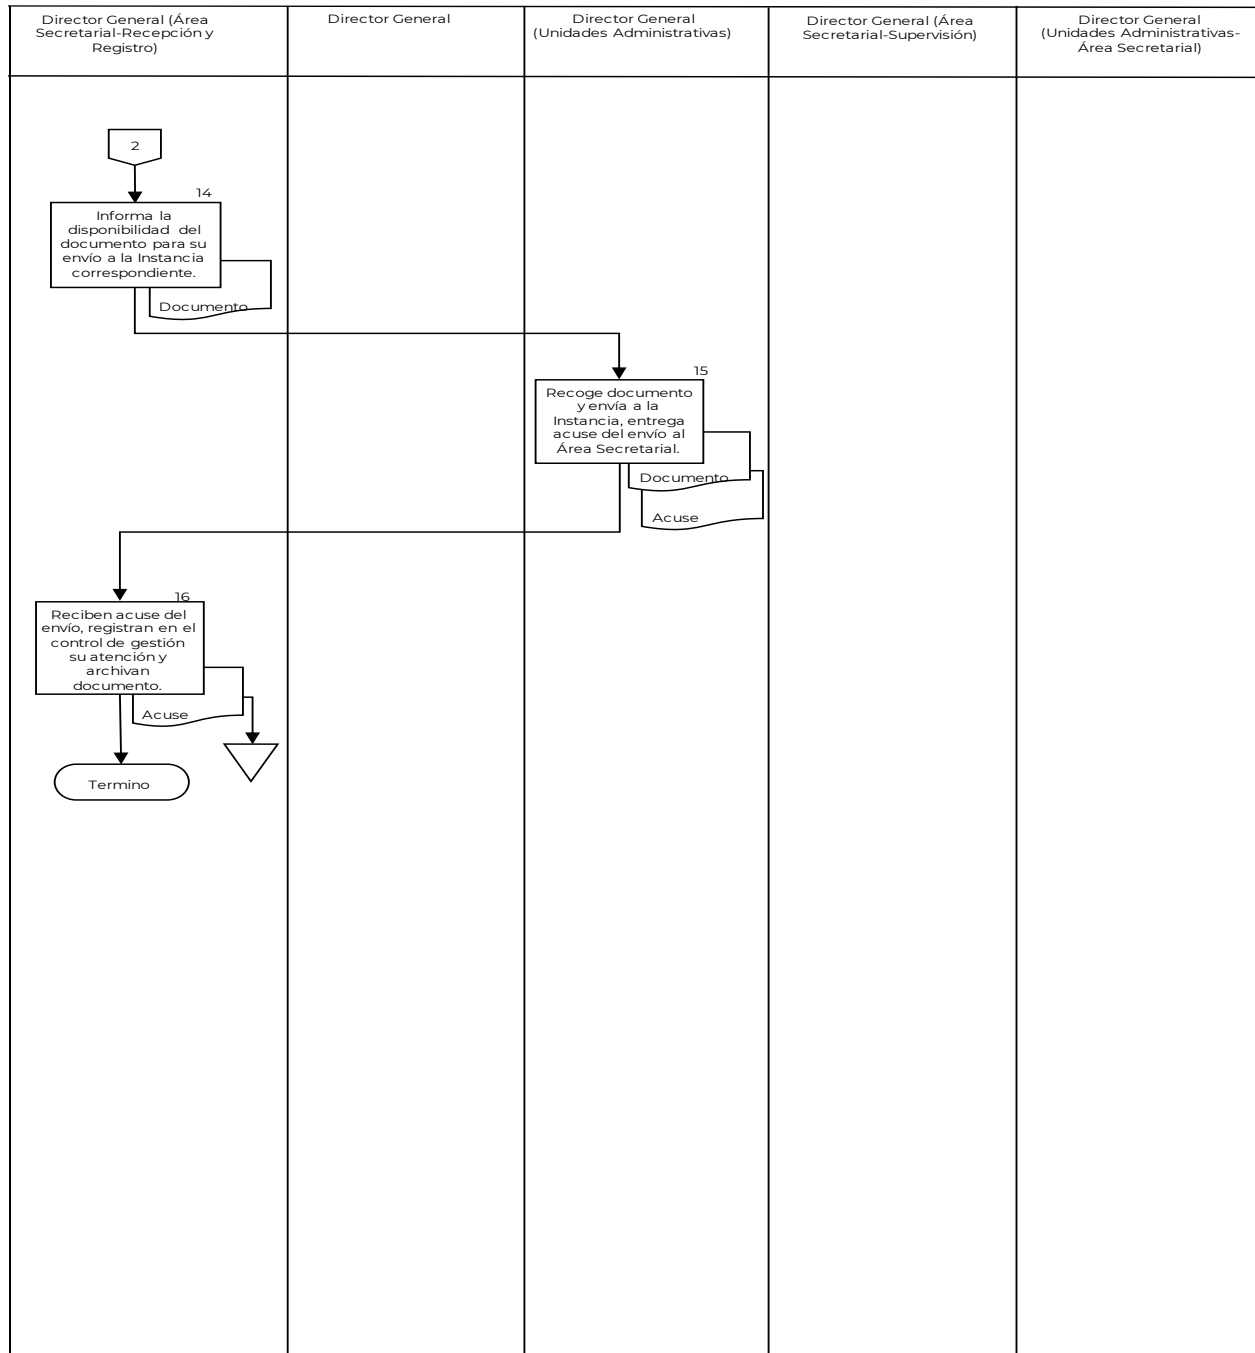 Director General (Área
Secretarial-Recepción y
Registro)
Director General
Director General
(Unidades Administrativas)
Director General (Área
Secretarial-Supervisión)
Director General
(Unidades Administrativas-
Área Secretarial)
2
14
Informa la
disponibilidad del
documento para su
envío a la Instancia
correspondiente.
Documento
15
Recoge documento
y envía a la
Instancia, entrega
acuse del envío al
Área Secretarial.
Documento
Acuse
16
Reciben acuse del
envío, registran en el
control de gestión
su atención y
archivan
documento.
Acuse
Termino